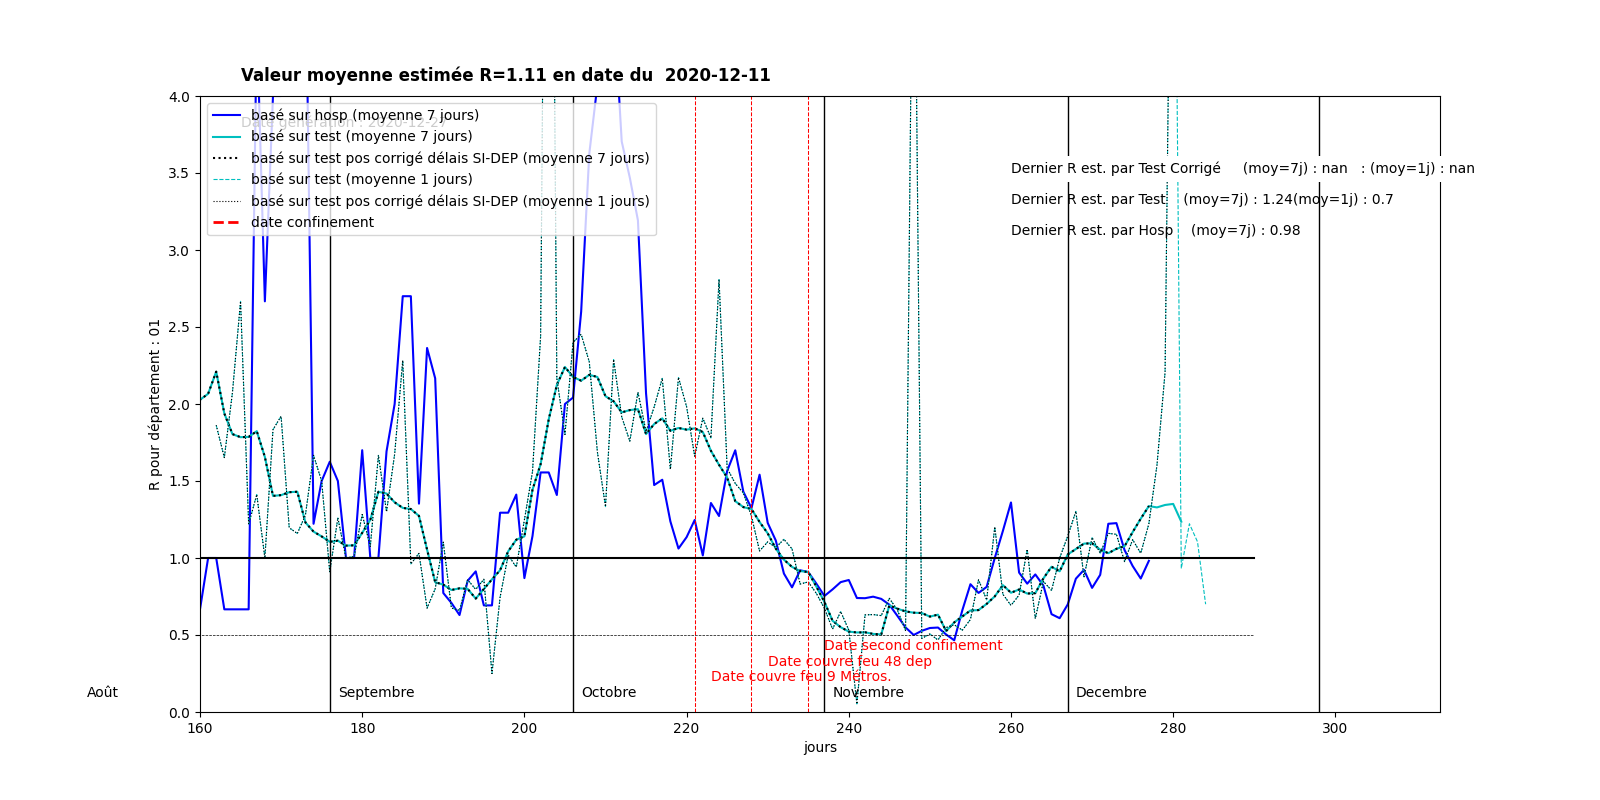 Valeur moyenne estimée R=1.11 en date du  2020-12-11
Date génération : 2020-12-27
basé sur hosp (moyenne 7 jours)
basé sur test (moyenne 7 jours)
basé sur test pos corrigé délais SI-DEP (moyenne 7 jours)
basé sur test (moyenne 1 jours)
basé sur test pos corrigé délais SI-DEP (moyenne 1 jours)
date confinement
Dernier R est. par Test Corrigé    (moy=7j) : nan   : (moy=1j) : nan
Dernier R est. par Test    (moy=7j) : 1.24(moy=1j) : 0.7
Dernier R est. par Hosp    (moy=7j) : 0.98
R pour département : 01
4.0
3.5
3.0
2.5
2.0
1.5
1.0
0.5
0.0
Date second confinement
Date couvre feu 48 dep
Date couvre feu 9 Metros.
Août
Septembre
Octobre
Novembre
Decembre
160
180
200
220
240
260
280
300
jours